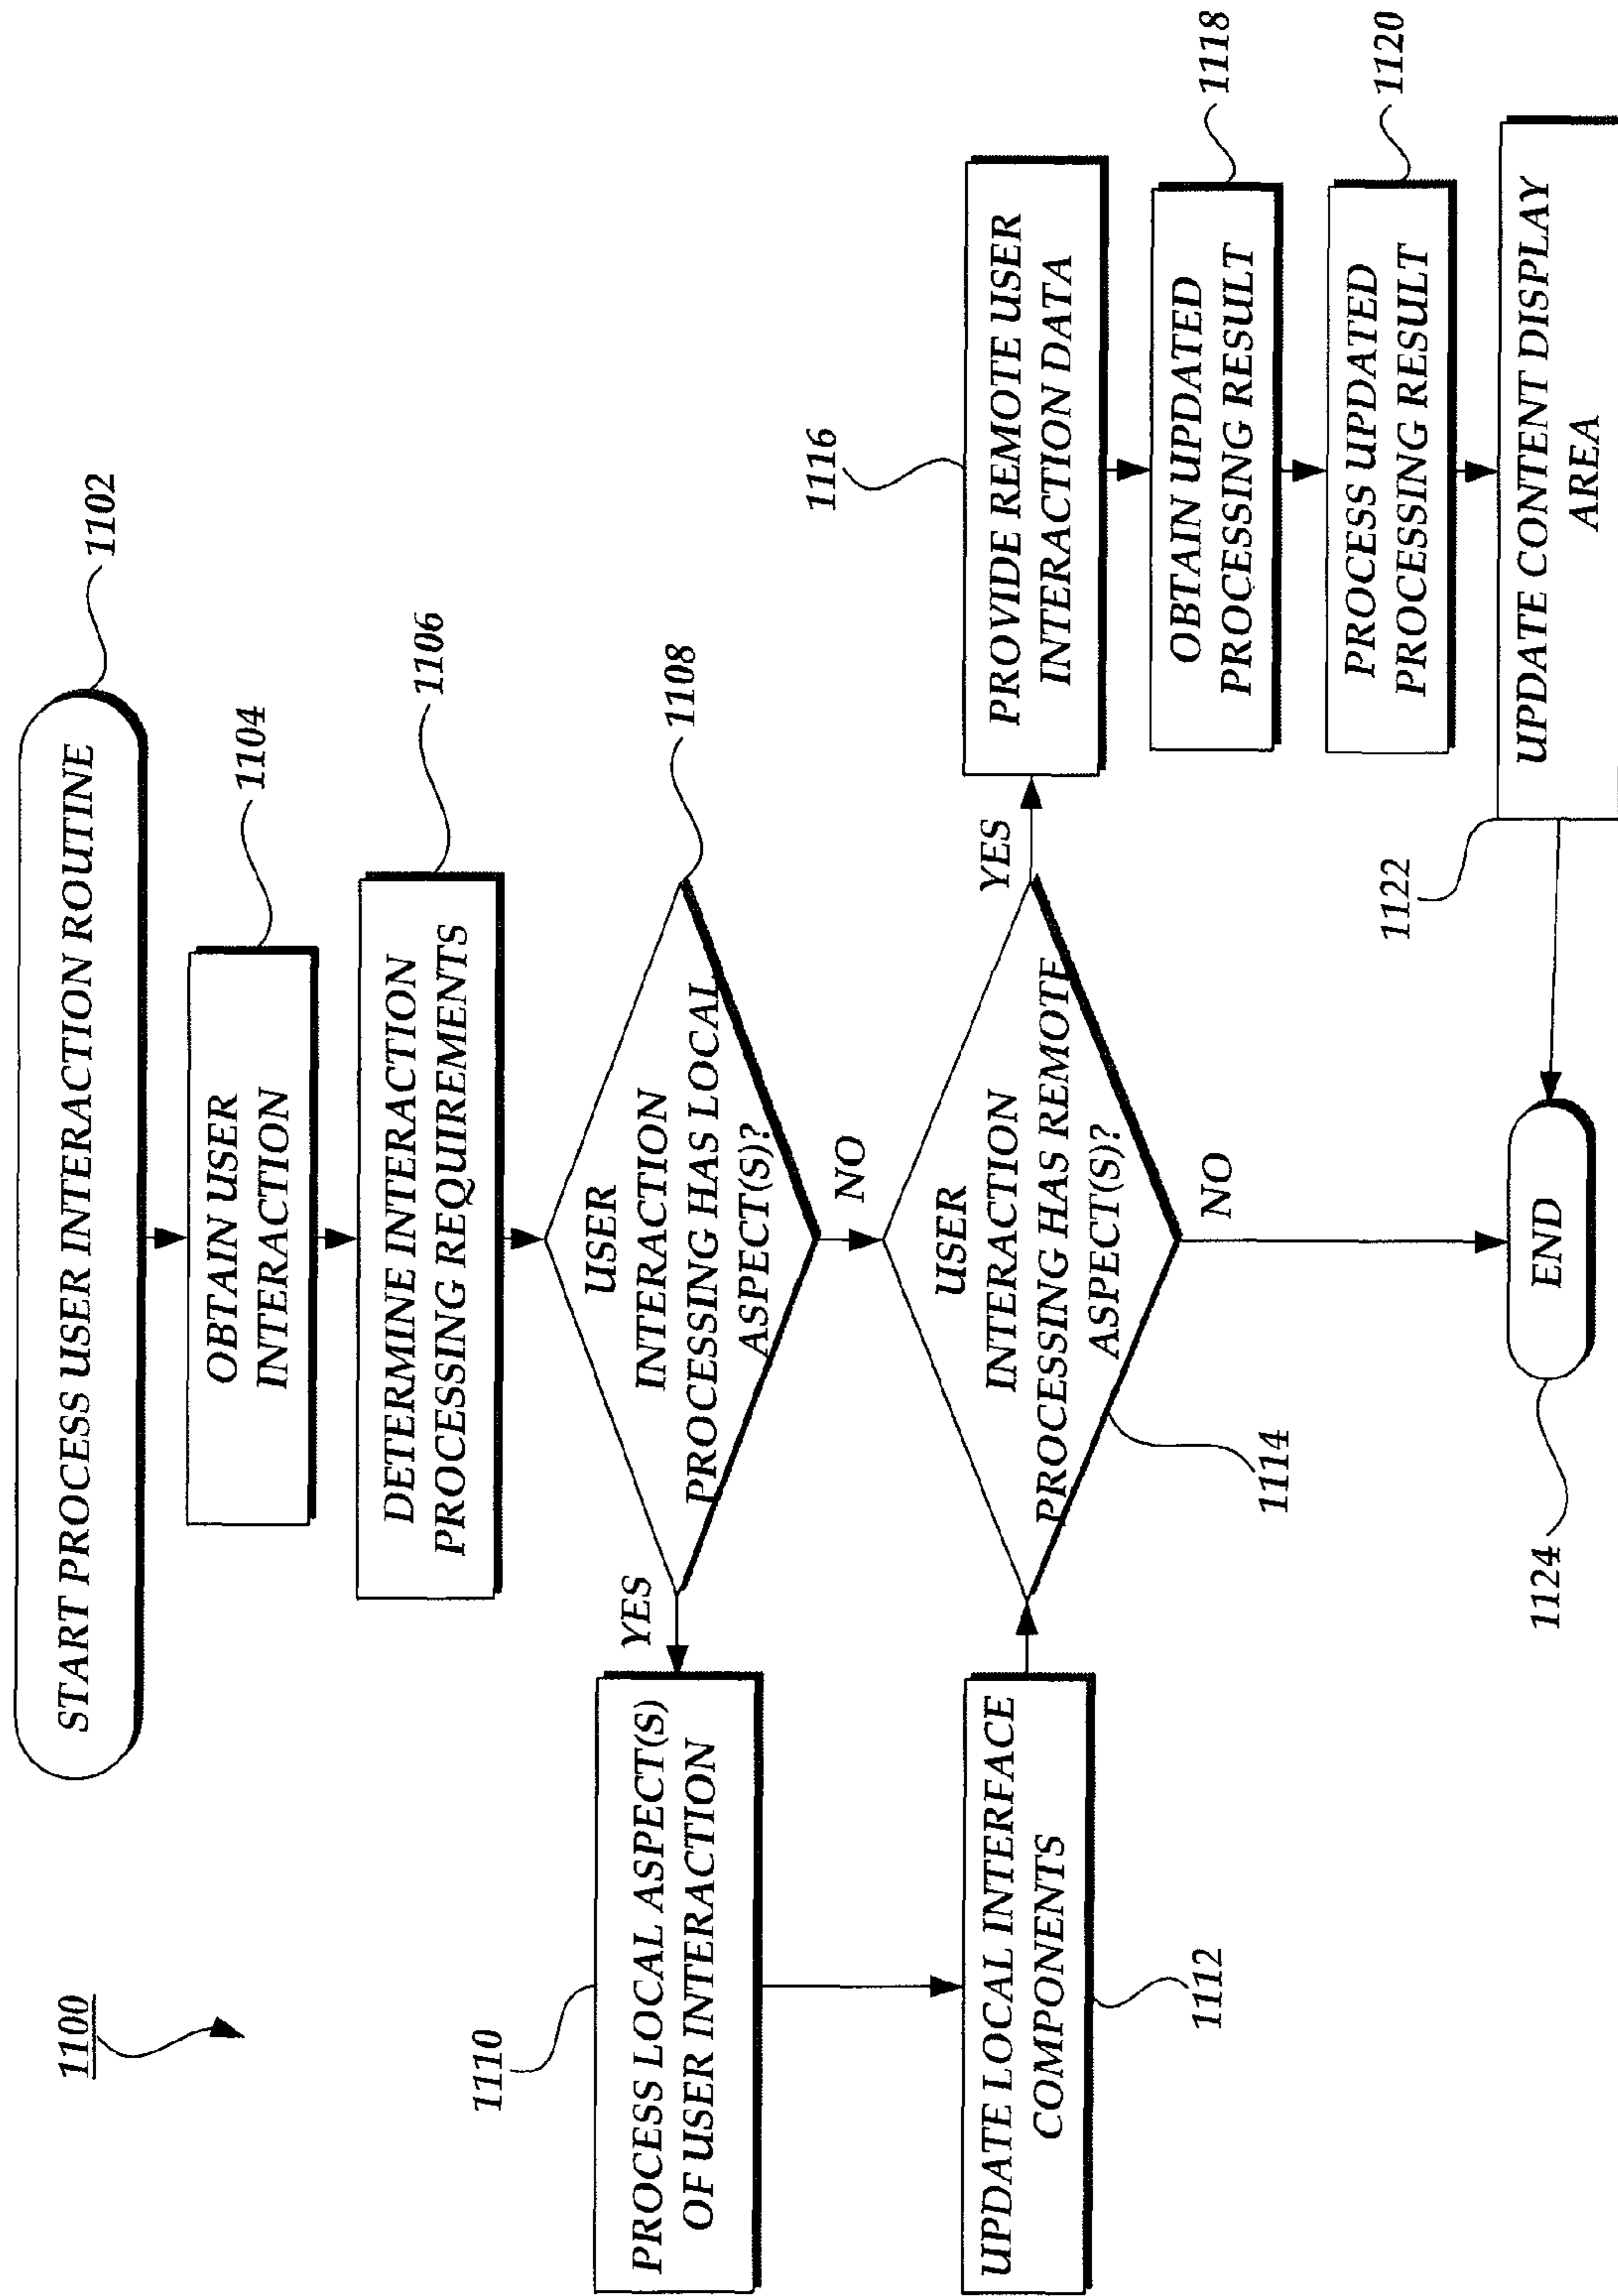 1100
START PROCESS USER INTERACTION ROUTINE
1102
OBTAIN USER
INTERACTION
1104
DETERMINE INTERACTION
PROCESSING REQUIREMENTS
1106
USER
INTERACTION
PROCESSING HAS LOCAL
ASPECT(S)?
1108
YES
NO
1110
PROCESS LOCAL ASPECT(S)
OF USER INTERACTION
UPDATE LOCAL INTERFACE
COMPONENTS
1112
USER
INTERACTION
PROCESSING HAS REMOTE
ASPECT(S)?
1114
YES
NO
1116
PROVIDE REMOTE USER
INTERACTION DATA
OBTAIN UPDATED
PROCESSING RESULT
1118
PROCESS UPDATED
PROCESSING RESULT
1120
UPDATE CONTENT DISPLAY
AREA
1122
END
1124